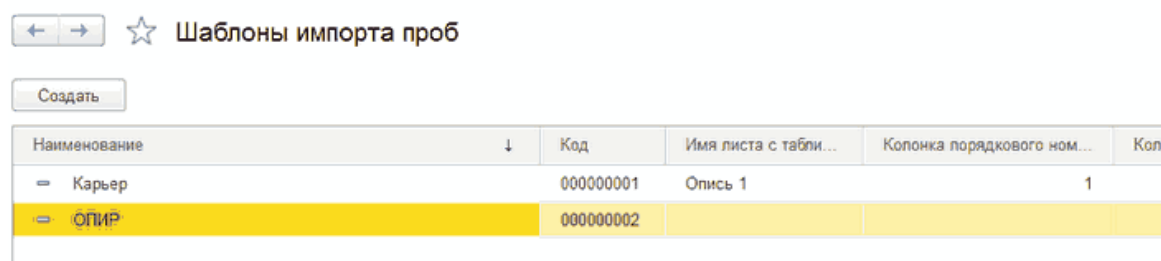 Шаблоны импорта проб
Создать
Наименование ↓ Код Имя листа с табли... Колонка порядкового ном... Кол
Карьер 000000001 Опись 1 1
ОПИР 000000002